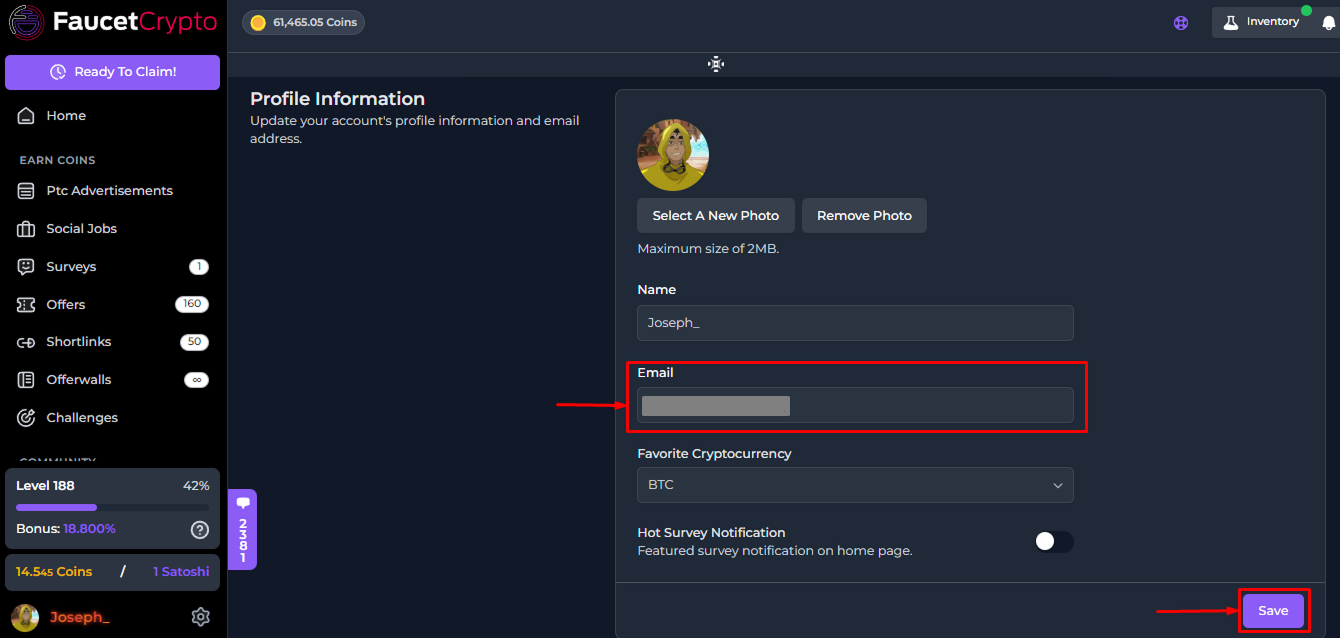 FaucetCrypto
61,465.05 Coins
Inventory
Ready To Claim!
Home
EARN COINS
Ptc Advertisements
Social Jobs
Surveys 1
Offers 160
Shortlinks 50
Offerwalls ∞
Challenges
COMMUNITY
Level 188 42%
Bonus: 18.800%
14.545 Coins / 1 Satoshi
Joseph_
2381
Profile Information
Update your account's profile information and email
address.
Select A New Photo Remove Photo
Maximum size of 2MB.
Name
Joseph_
Email
Favorite Cryptocurrency
BTC
Hot Survey Notification
Featured survey notification on home page.
Save